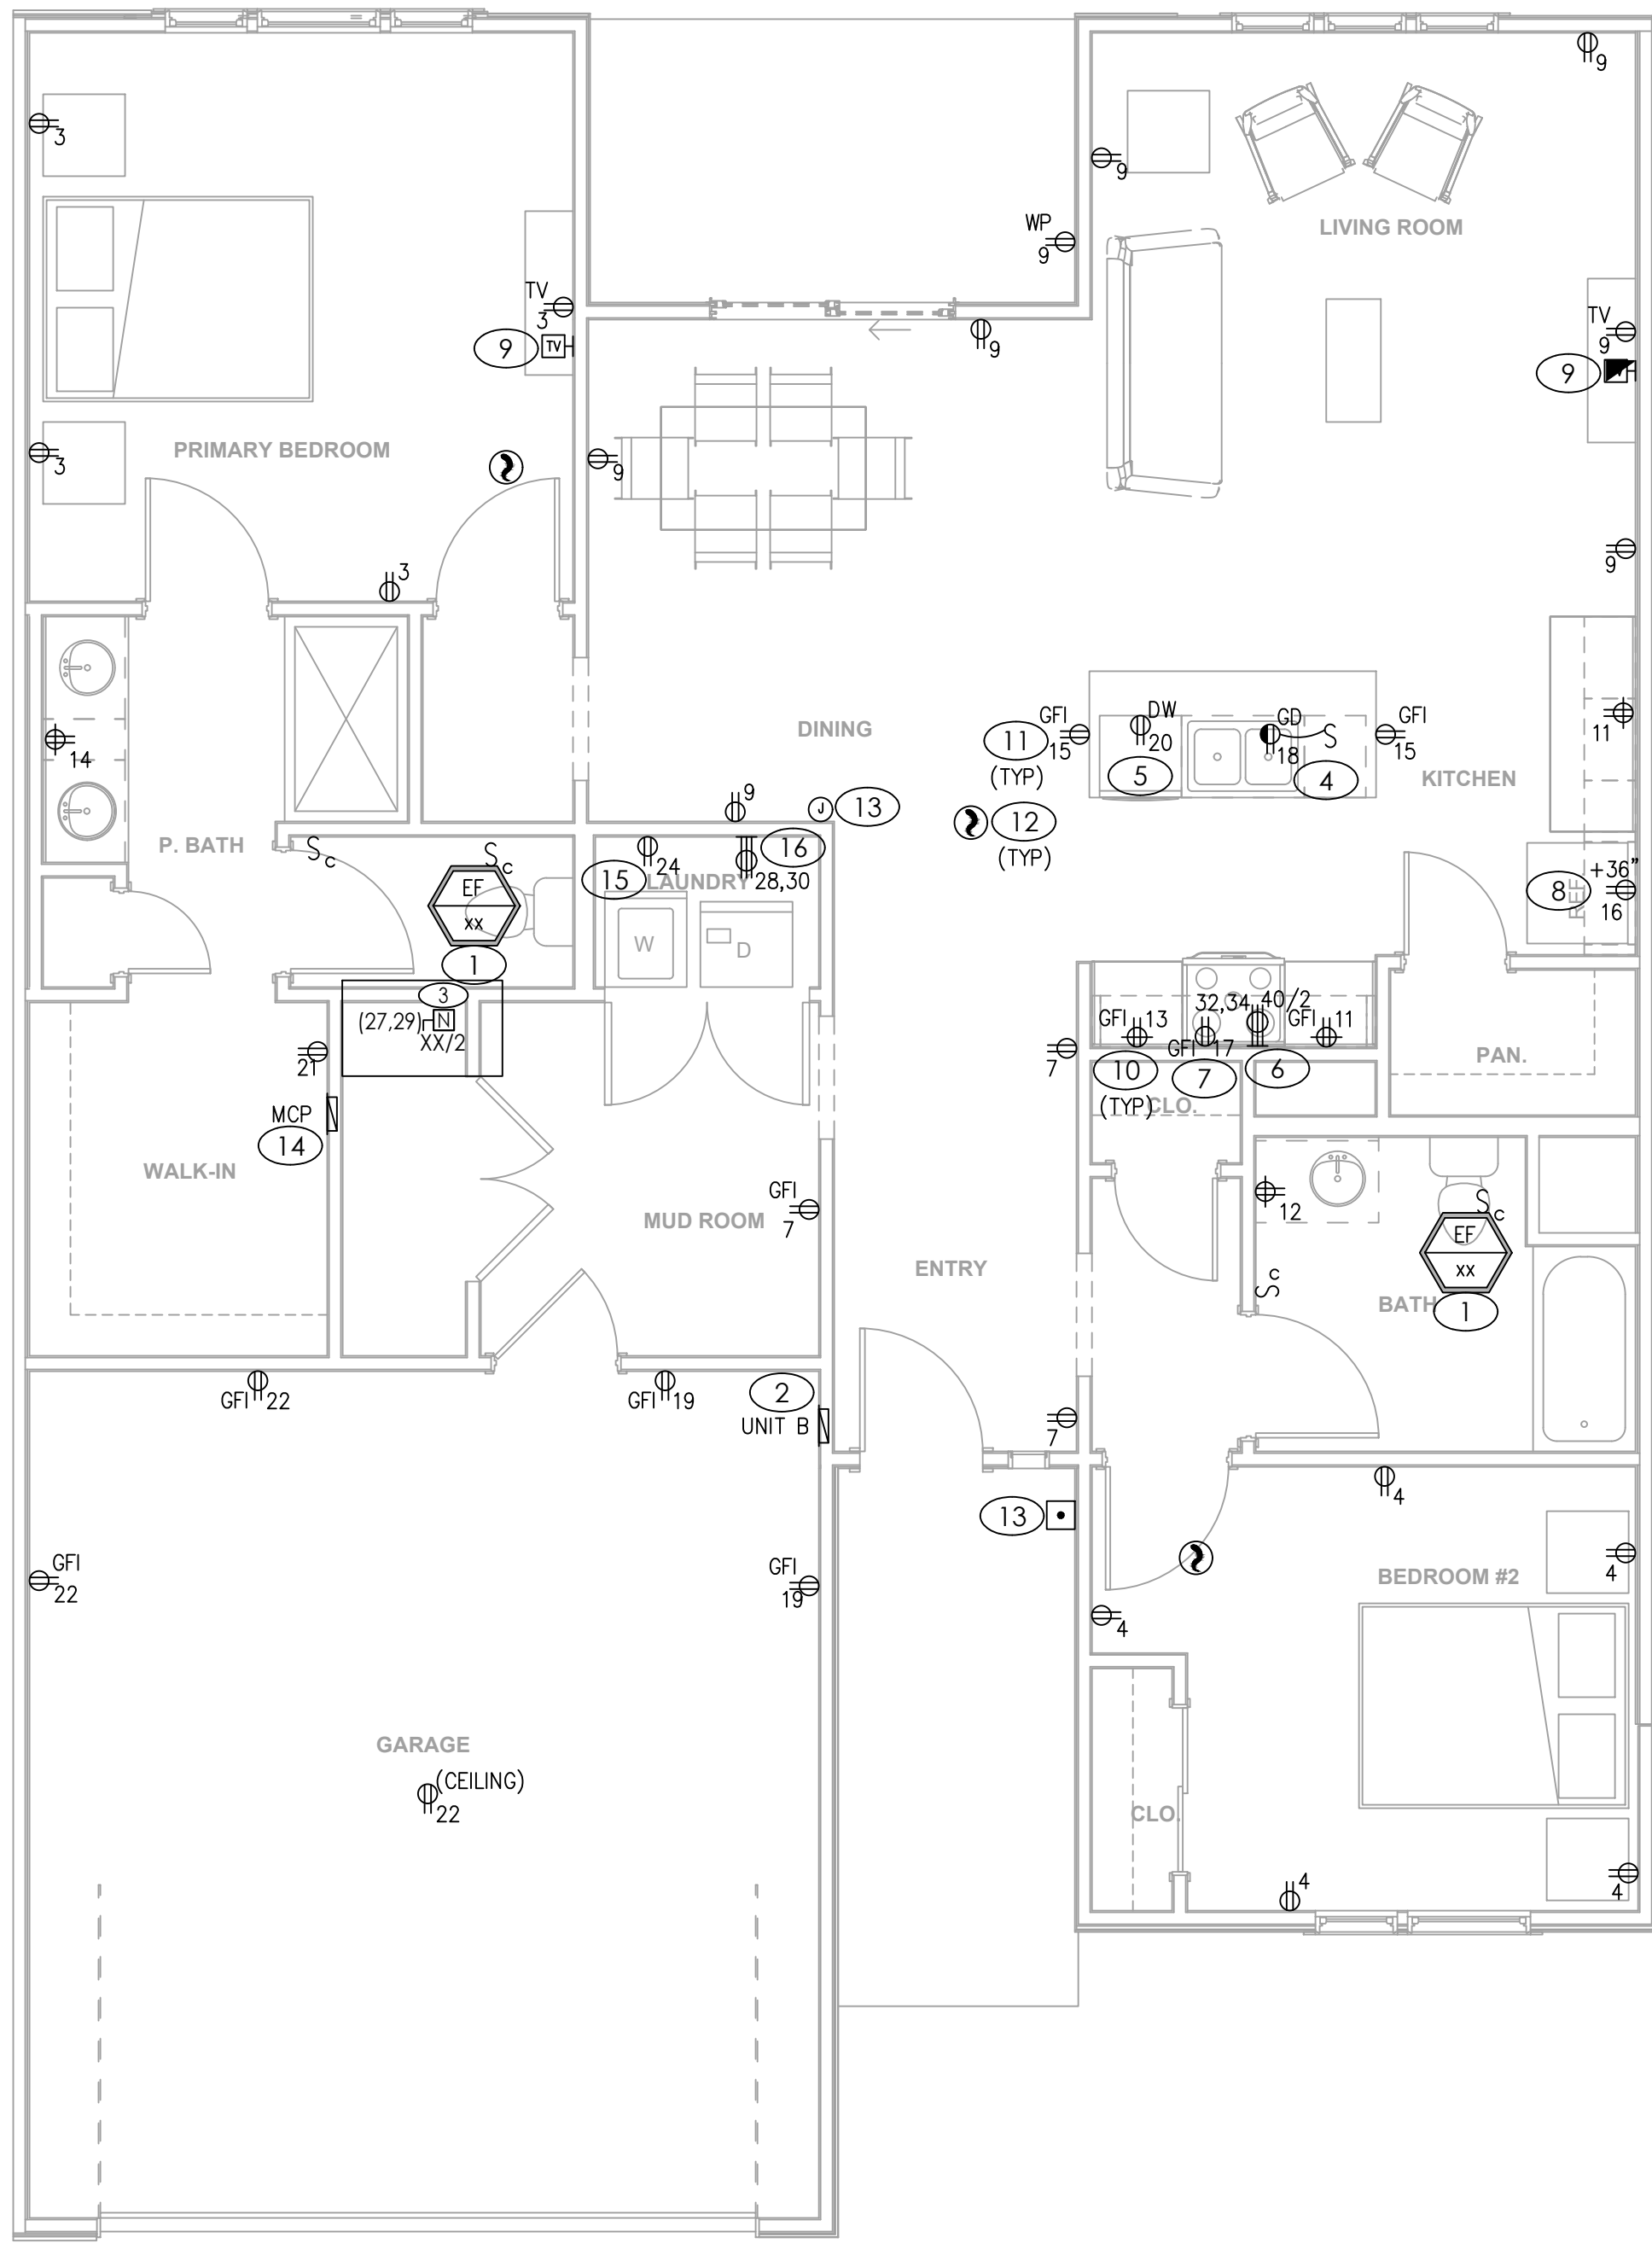 9
3
9
LIVING ROOM
WP
9
TV
3
9
TV
9
TV
9
9
3
PRIMARY BEDROOM
9
9
3
14
DINING
11
(TYP)
GFI
15
DW
20
5
GD
18
S
4
GFI
15
11
KITCHEN
9
J
13
12
(TYP)
P. BATH
Sc
Sc
EF
xx
1
15
24
LAUNDRY
16
28,30
W
D
8
REF
+36"
16
3
(27,29)
N
XX/2
21
MCP
14
WALK-IN
7
GFI
13
32,34
40/2
GFI
11
GFI
17
10
(TYP)
7
6
CLO.
PAN.
GFI
7
MUD ROOM
ENTRY
12
Sc
EF
xx
1
Sc
BATH
GFI
22
GFI
19
2
UNIT B
7
13
4
GFI
22
GFI
19
4
BEDROOM #2
4
GARAGE
(CEILING)
22
CLO.
4
4